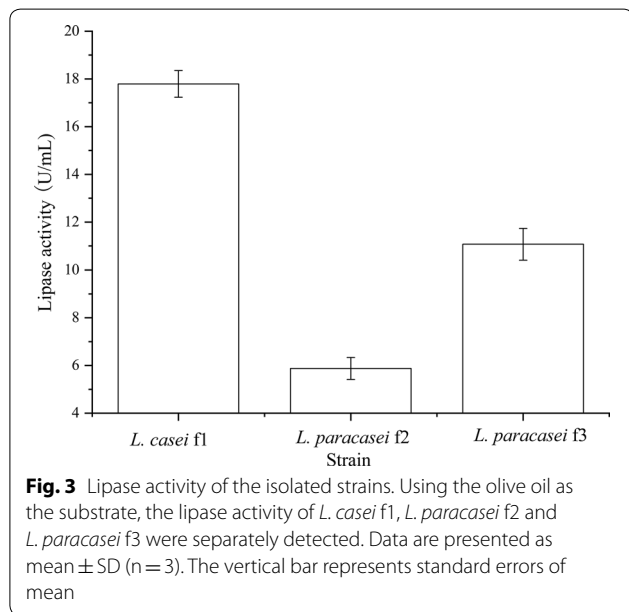 20
18
16
14
12
10
8
6
4
Lipase activity (U/mL)
L. casei f1
L. paracasei f2
L. paracasei f3
Strain
Fig. 3 Lipase activity of the isolated strains. Using the olive oil as
the substrate, the lipase activity of L. casei f1, L. paracasei f2 and
L. paracasei f3 were separately detected. Data are presented as
mean ± SD (n = 3). The vertical bar represents standard errors of
mean